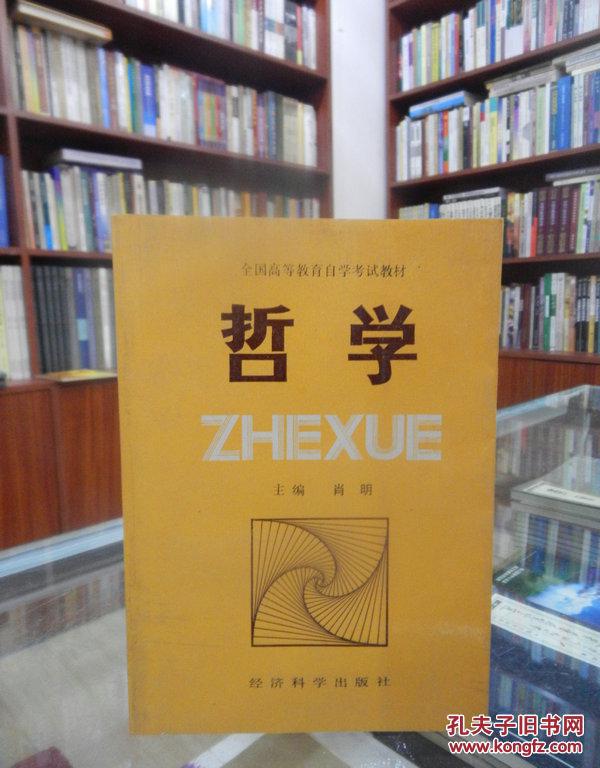 全国高等教育自学考试教材
哲学
ZHEXUE
主编 肖明
经济科学出版社
孔夫子旧书网
www.kongfz.com